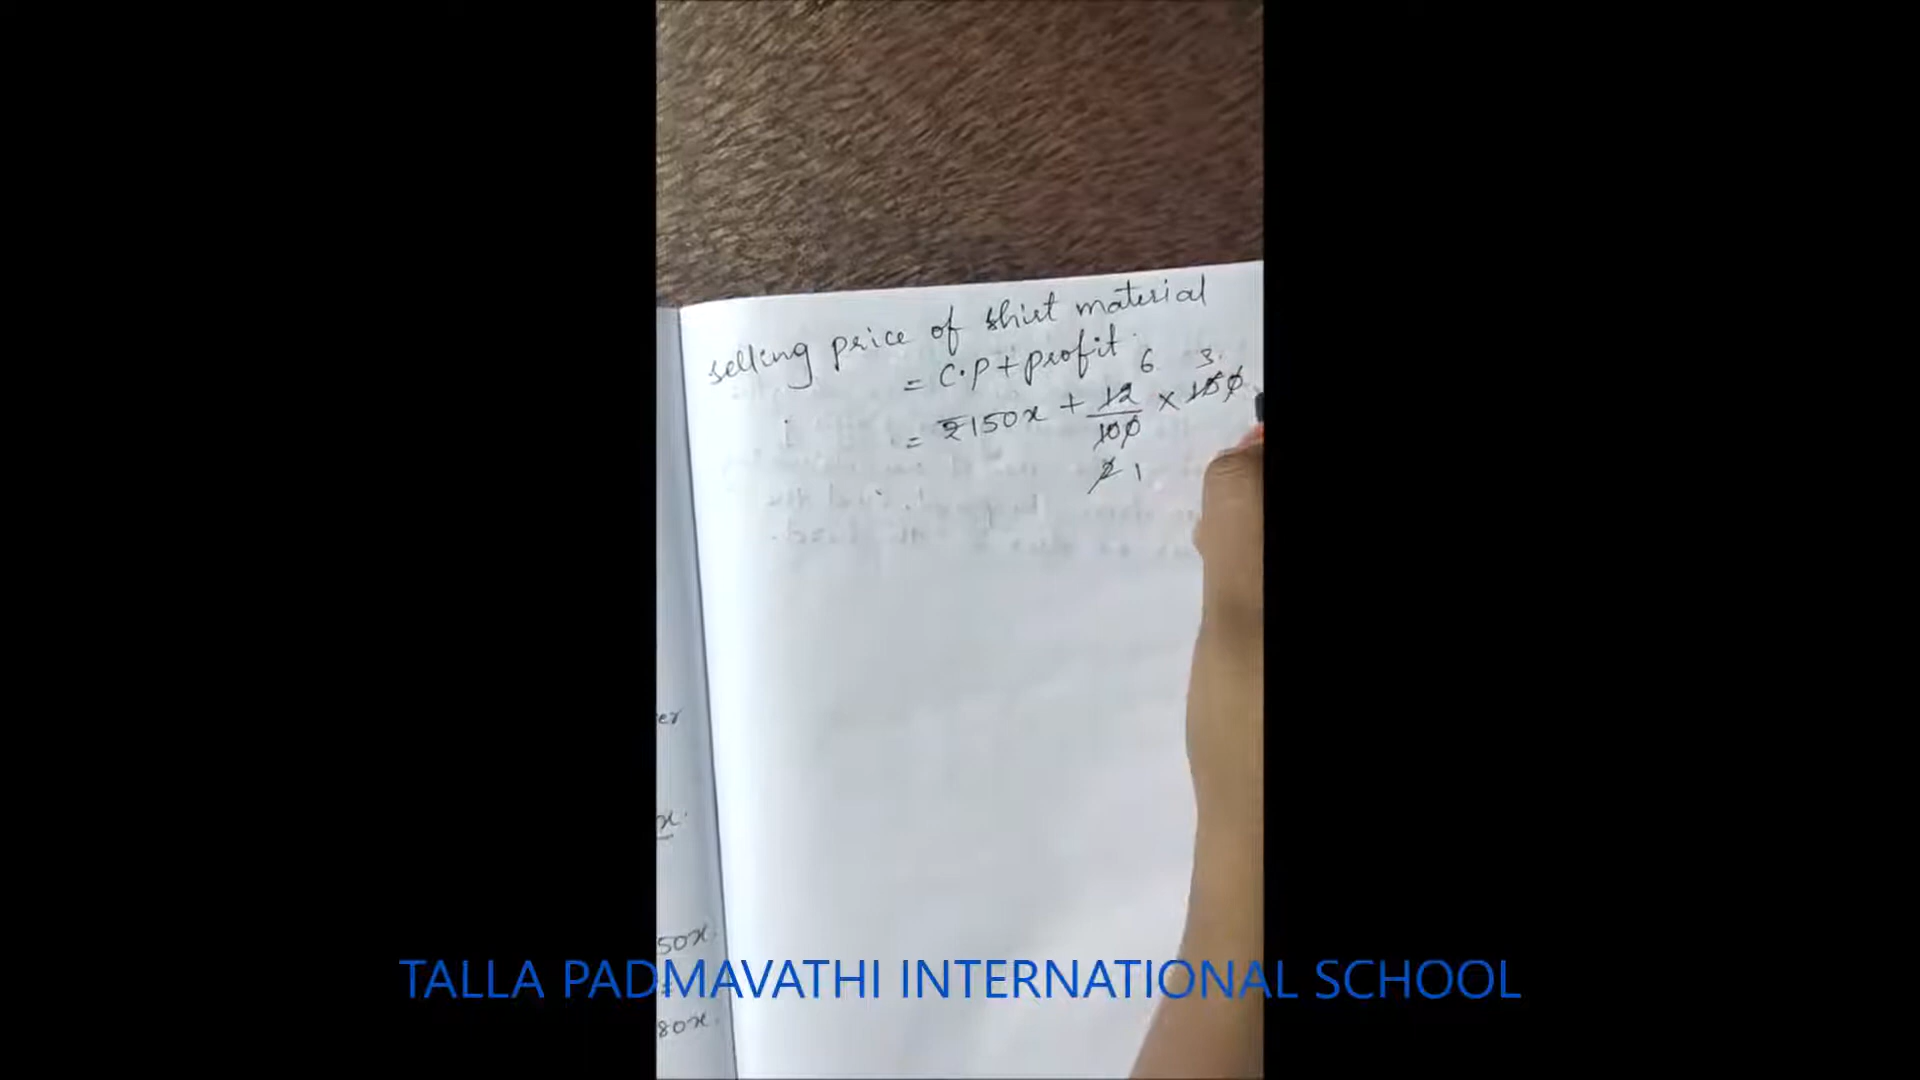 selling price of shirt material
= C.P + profit.
6 3.
= ₹150x + 12/100 × 150
2 1
er
x.
50x.
80x.
TALLA PADMAVATHI INTERNATIONAL SCHOOL